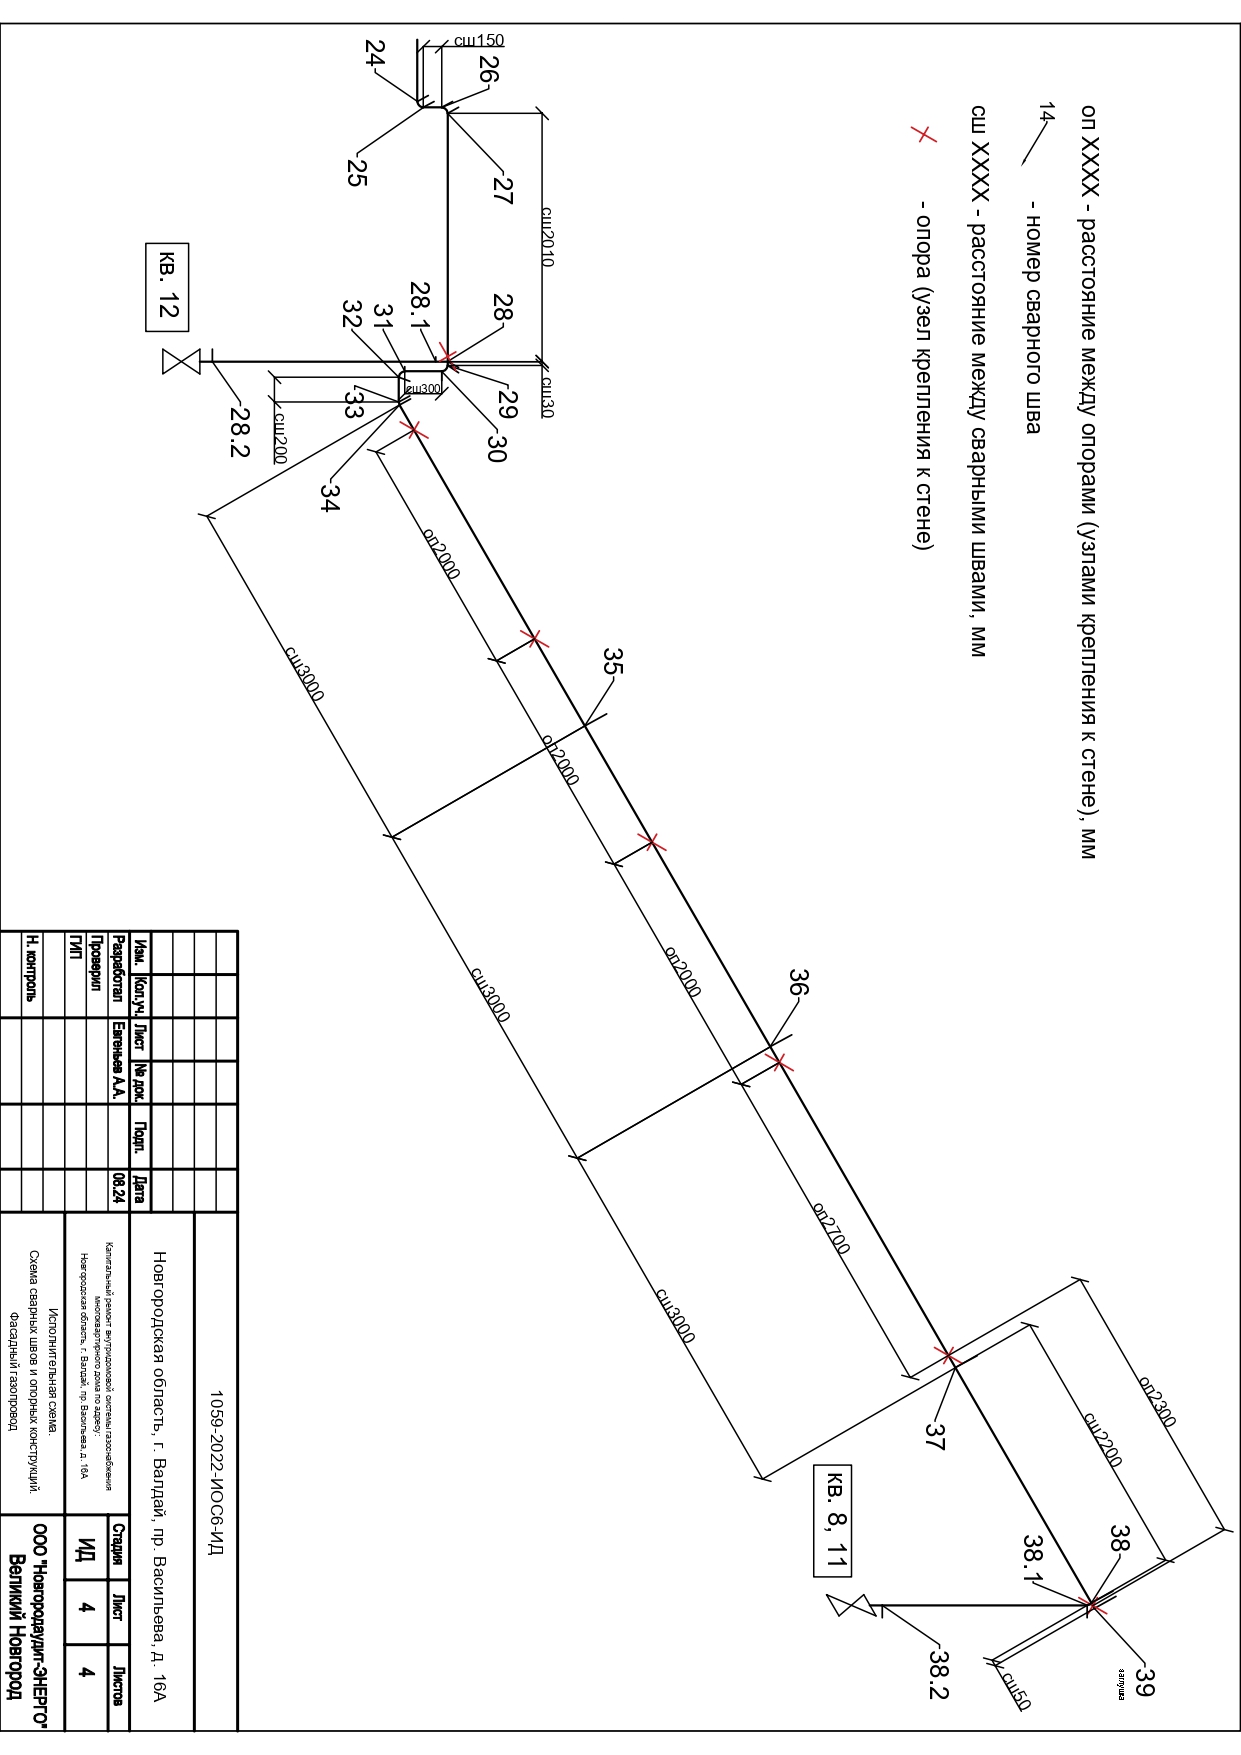 оп ХХХХ - расстояние между опорами (узлами крепления к стене), мм
14
- номер сварного шва
сш ХХХХ - расстояние между сварными швами, мм
- опора (узел крепления к стене)
24
25
26
27
сш150
сш2010
28
28.1
28.2
кв. 12
29
сш30
30
31
32
33
34
сш300
сш200
оп2000
оп2000
оп2000
оп2700
оп2300
сш3000
сш3000
сш3000
сш2200
сш50
35
36
37
38
38.1
38.2
39
заглушка
кв. 8, 11
1059-2022-ИОС6-ИД
Новгородская область, г. Валдай, пр. Васильева, д. 16А
Изм. Кол.уч. Лист № док. Подп. Дата
Разработал Евгеньев А.А. 08.24
Проверил
ГИП
Н. контроль
Капитальный ремонт внутридомовой системы газоснабжения
многоквартирного дома по адресу:
Новгородская область, г. Валдай, пр. Васильева, д. 16А
Стадия Лист Листов
ИД 4 4
Исполнительная схема.
Схема сварных швов и опорных конструкций.
Фасадный газопровод
ООО "Новгородаудит-ЭНЕРГО"
Великий Новгород